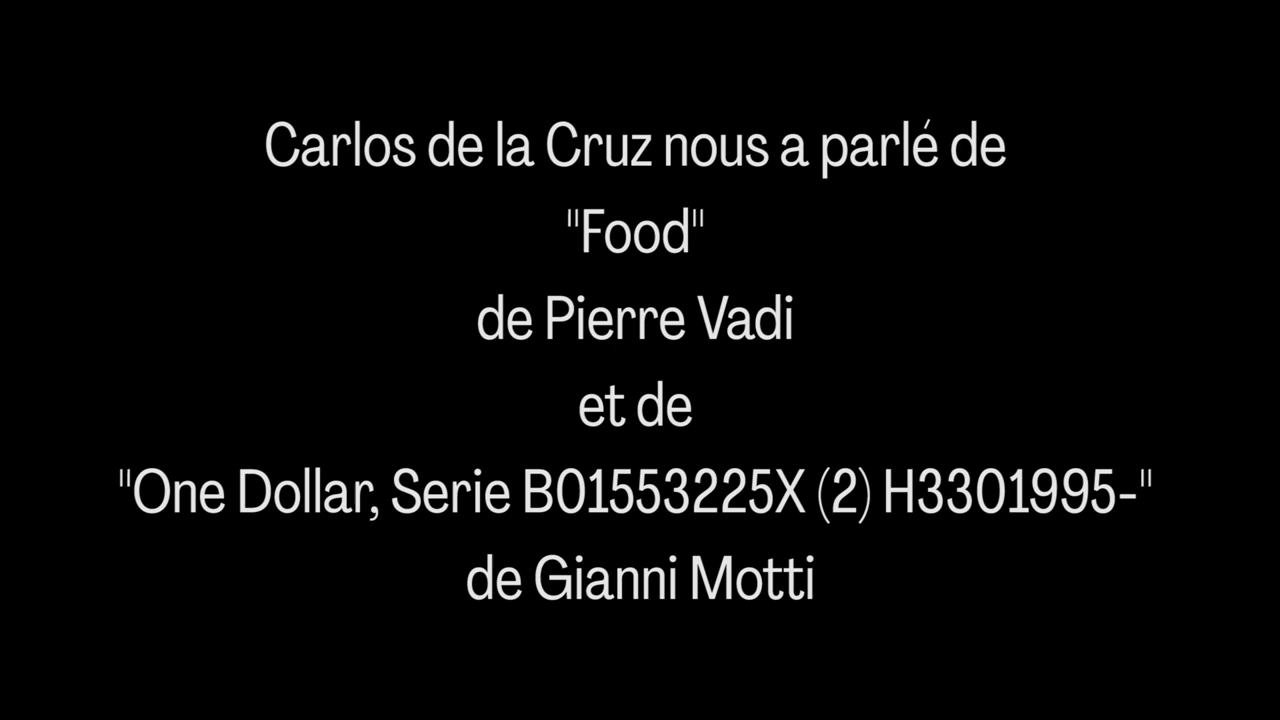 Carlos de la Cruz nous a parlé de
"Food"
de Pierre Vadi
et de
"One Dollar, Serie B01553225X (2) H3301995-"
de Gianni Motti